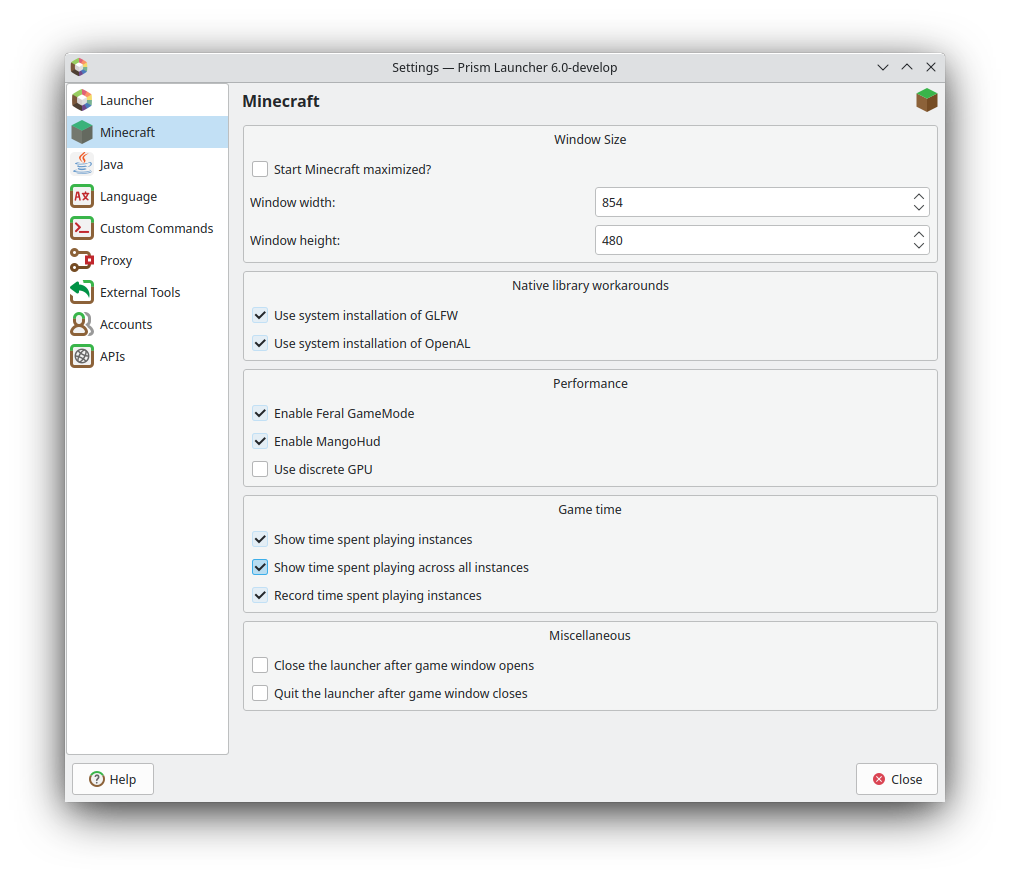 Settings — Prism Launcher 6.0-develop
Launcher
Minecraft
Java
Language
Custom Commands
Proxy
External Tools
Accounts
APIs
Minecraft
Window Size
Start Minecraft maximized?
Window width: 854
Window height: 480
Native library workarounds
Use system installation of GLFW
Use system installation of OpenAL
Performance
Enable Feral GameMode
Enable MangoHud
Use discrete GPU
Game time
Show time spent playing instances
Show time spent playing across all instances
Record time spent playing instances
Miscellaneous
Close the launcher after game window opens
Quit the launcher after game window closes
Help
Close